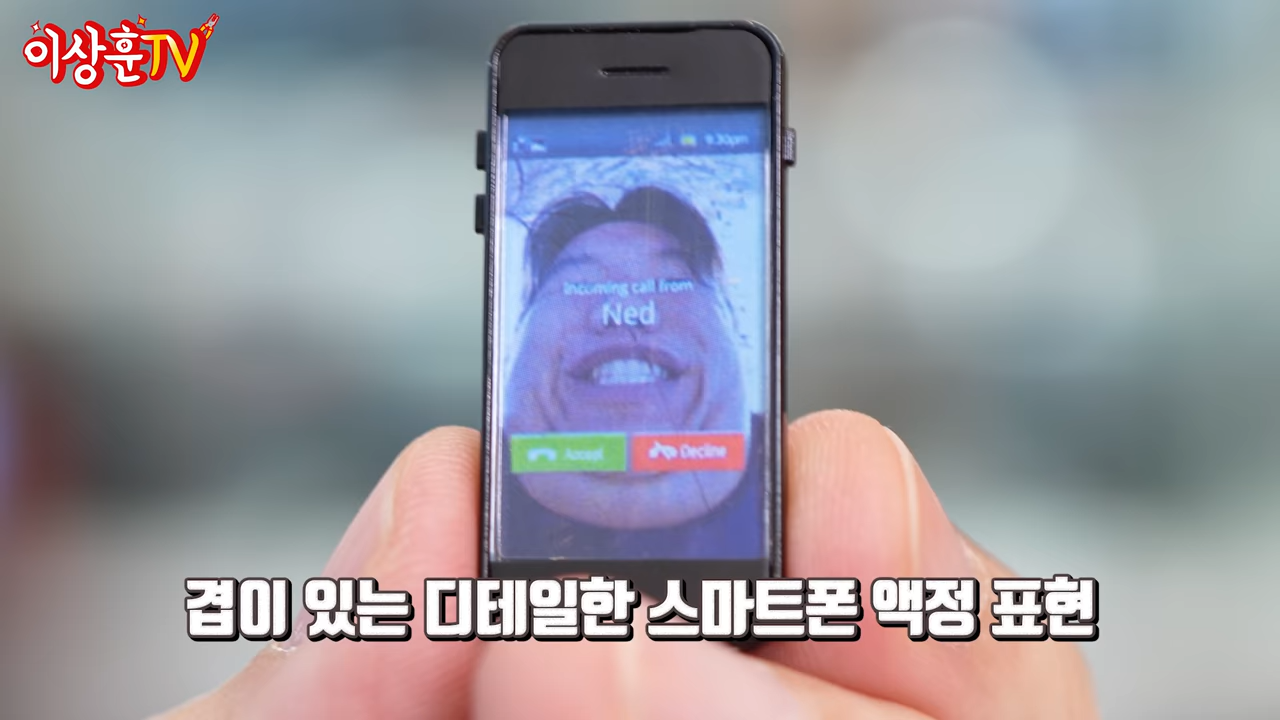 이상훈TV
9:30pm
Incoming call from
Ned
Accept
Decline
겁이 있는 디테일한 스마트폰 액정 표현